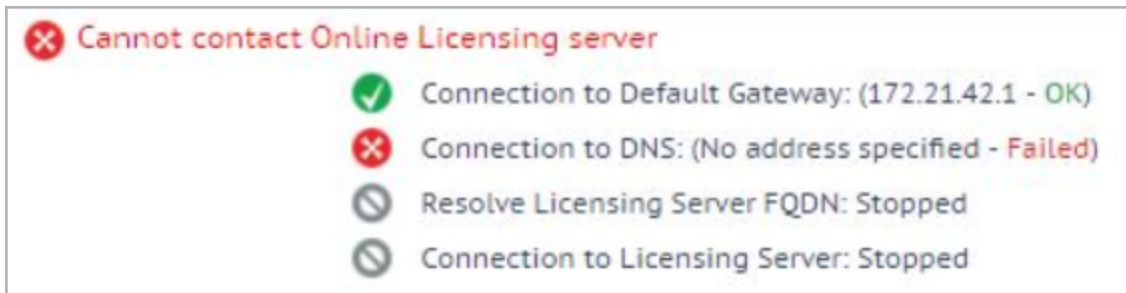 Cannot contact Online Licensing server
Connection to Default Gateway: (172.21.42.1 - OK)
Connection to DNS: (No address specified - Failed)
Resolve Licensing Server FQDN: Stopped
Connection to Licensing Server: Stopped